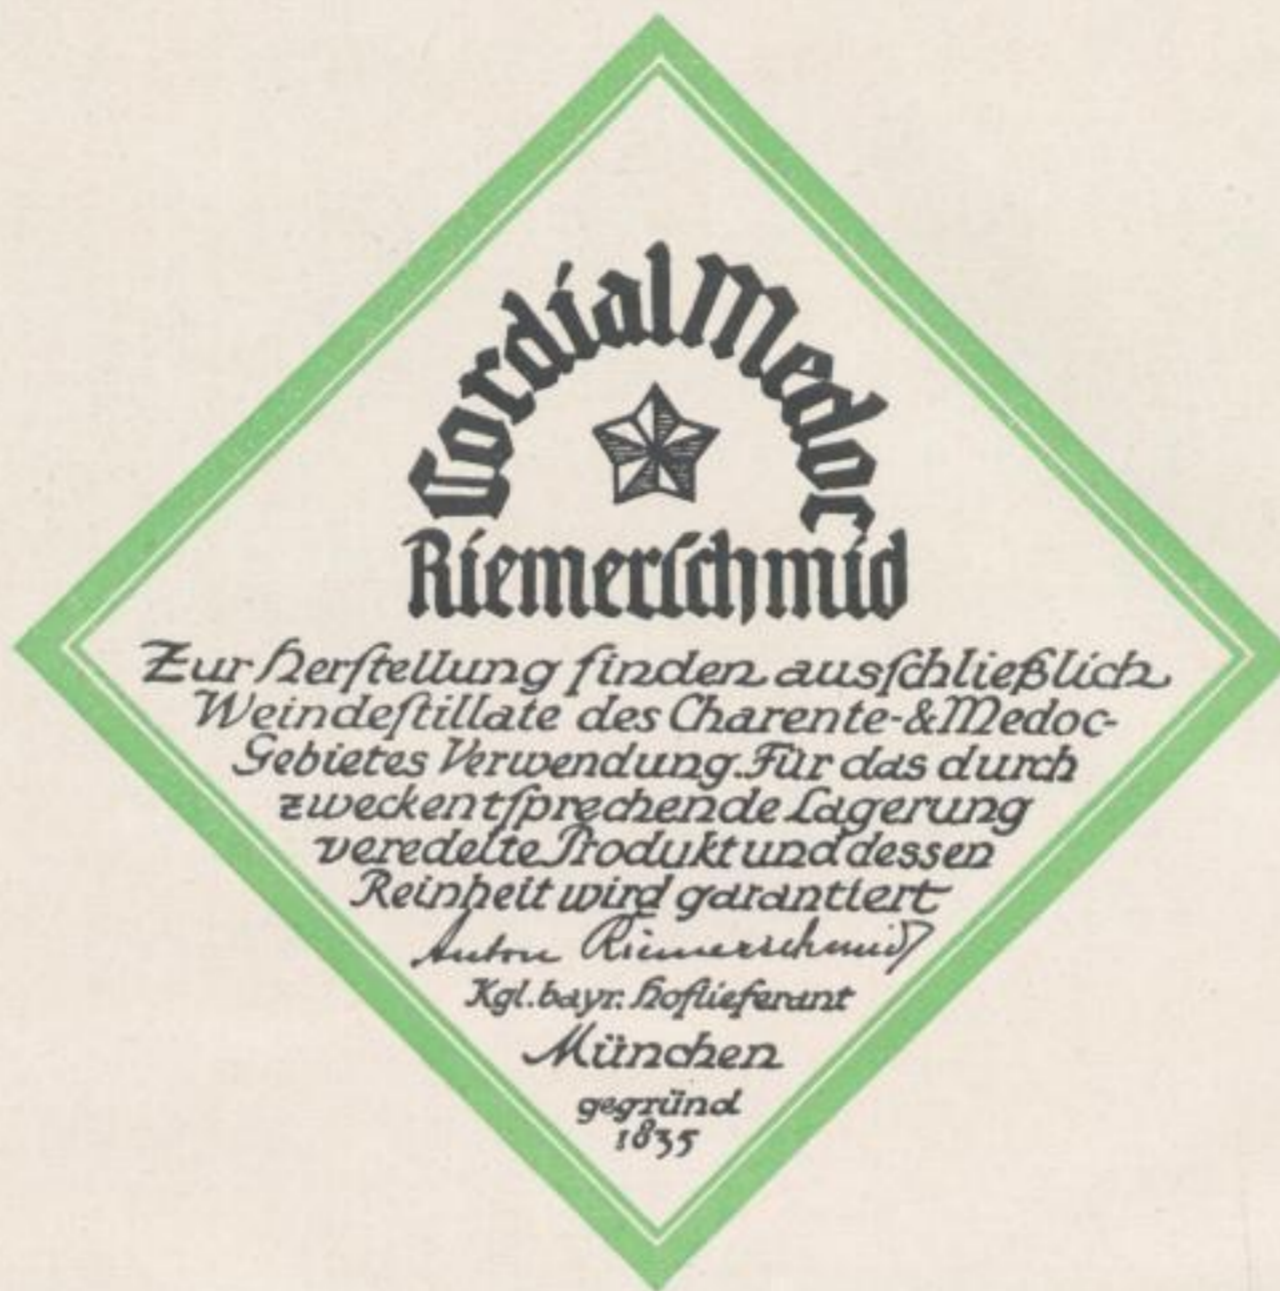 Cordial Medoc
Riemerſchmid
Zur Herſtellung finden ausſchließlich
Weindeſtillate des Charente-&Medoc-
Gebietes Verwendung. Für das durch
zweckentſprechende Lagerung
veredelte Produkt und dessen
Reinheit wird garantiert
Anton Riemerschmid
Kgl. bayr. Hoflieferant
München
gegründ
1835